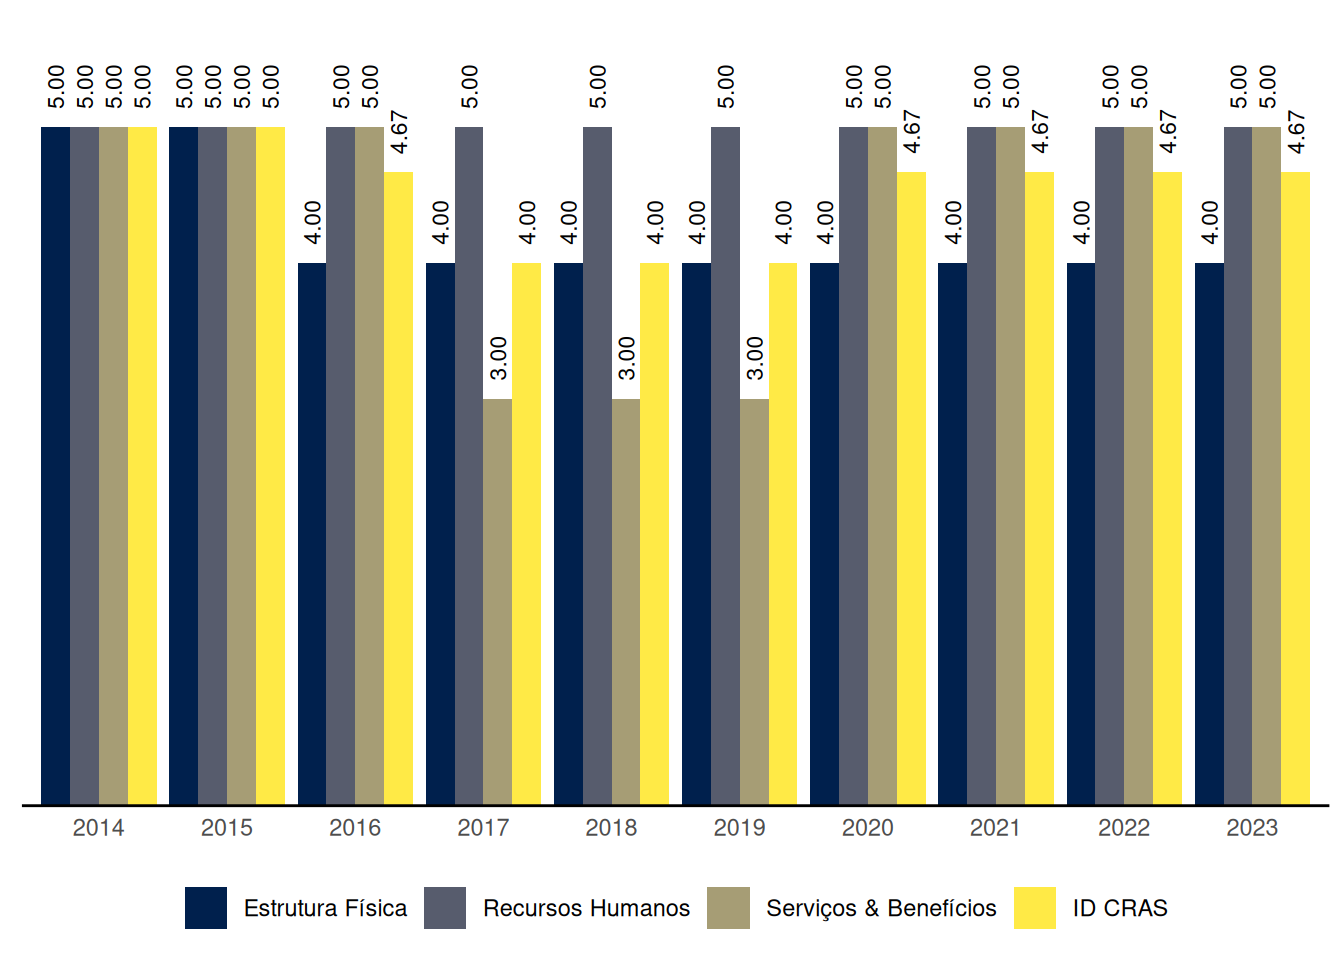 5.00 5.00 5.00 5.00 5.00 5.00 5.00 5.00 5.00 5.00 5.00 5.00 5.00 5.00 5.00 5.00 5.00 5.00 5.00 5.00 5.00
4.67 4.67 4.67 4.67 4.67
4.00 4.00 4.00 4.00 4.00 4.00 4.00 4.00 4.00 4.00 4.00
3.00 3.00 3.00
2014 2015 2016 2017 2018 2019 2020 2021 2022 2023
Estrutura Física Recursos Humanos Serviços & Benefícios ID CRAS